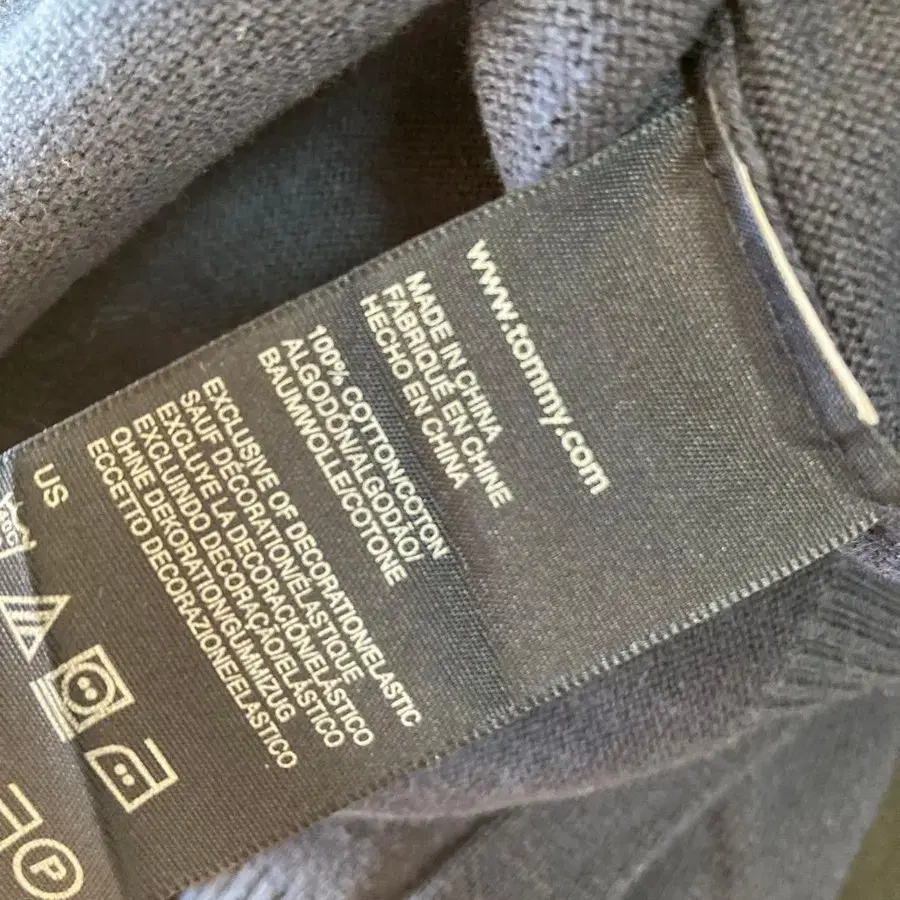 www.tommy.com
MADE IN CHINA
FABRIQUÉ EN CHINE
HECHO EN CHINA
100% COTTON/COTON
ALGODÓN/ALGODÃO/
BAUMWOLLE/COTONE
EXCLUSIVE OF DECORATION/ELASTIC
SAUF DÉCORATION/ÉLASTIQUE
EXCLUYE LA DECORACIÓN/ELÁSTICO
EXCLUINDO DECORAÇÃO/ELÁSTICO
OHNE DEKORATION/GUMMIZUG
ECCETTO DECORAZIONE/ELASTICO
US
P